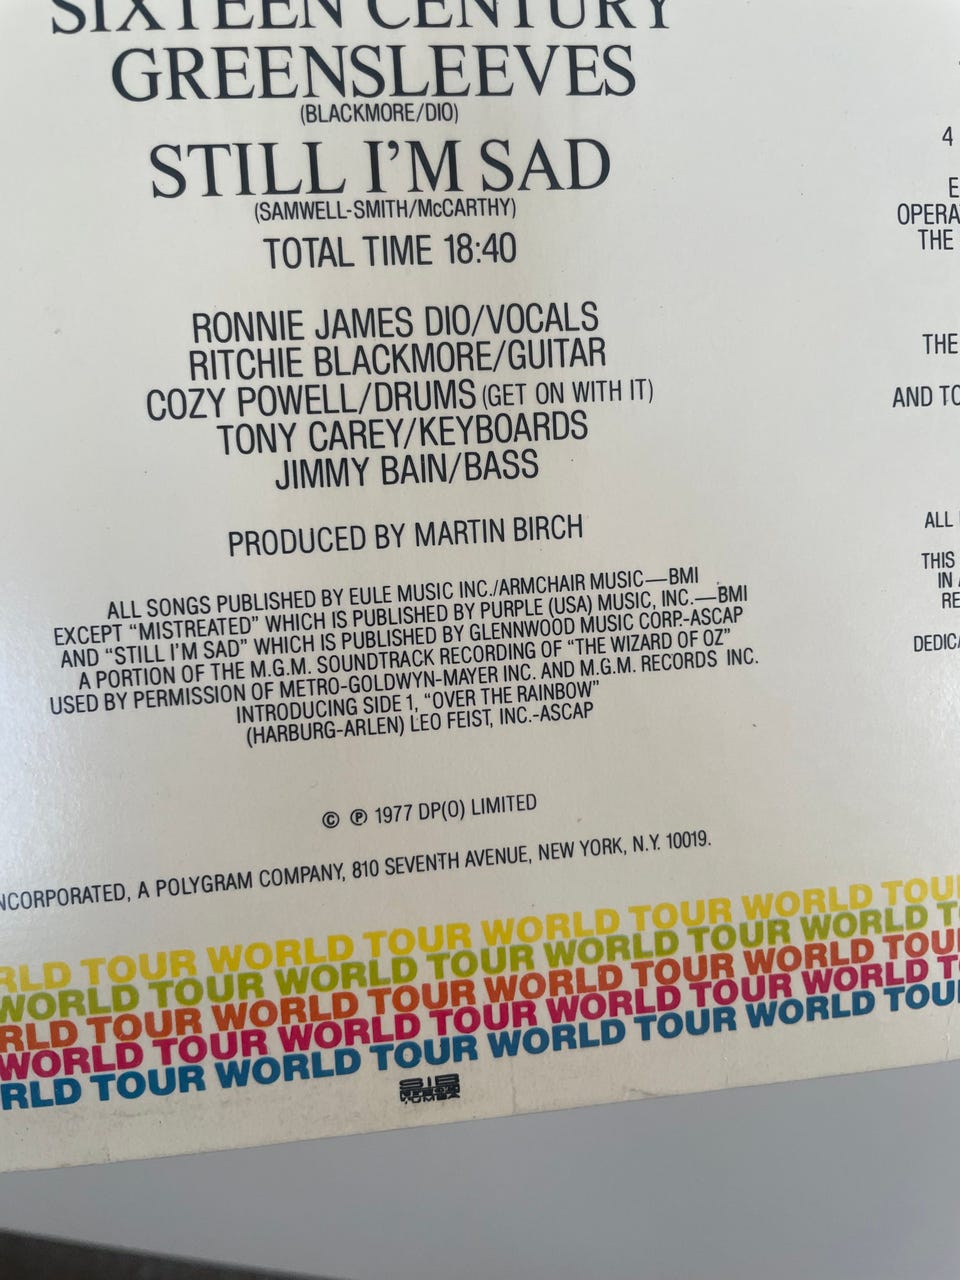 SIXTEEN CENTURY
GREENSLEEVES
(BLACKMORE/DIO)
STILL I'M SAD
(SAMWELL-SMITH/McCARTHY)
TOTAL TIME 18:40
RONNIE JAMES DIO/VOCALS
RITCHIE BLACKMORE/GUITAR
COZY POWELL/DRUMS (GET ON WITH IT)
TONY CAREY/KEYBOARDS
JIMMY BAIN/BASS
PRODUCED BY MARTIN BIRCH
ALL SONGS PUBLISHED BY EULE MUSIC INC./ARMCHAIR MUSIC—BMI
EXCEPT “MISTREATED” WHICH IS PUBLISHED BY PURPLE (USA) MUSIC, INC.—BMI
AND “STILL I'M SAD” WHICH IS PUBLISHED BY GLENNWOOD MUSIC CORP.-ASCAP
A PORTION OF THE M.G.M. SOUNDTRACK RECORDING OF “THE WIZARD OF OZ”
USED BY PERMISSION OF METRO-GOLDWYN-MAYER INC. AND M.G.M. RECORDS INC.
INTRODUCING SIDE 1, “OVER THE RAINBOW”
(HARBURG-ARLEN) LEO FEIST, INC.-ASCAP
© ℗ 1977 DP(O) LIMITED
NCORPORATED, A POLYGRAM COMPANY, 810 SEVENTH AVENUE, NEW YORK, N.Y. 10019.
RLD TOUR WORLD TOUR WORLD TOUR WORLD TOU
WORLD TOUR WORLD TOUR WORLD TOUR WORLD T
RLD TOUR WORLD TOUR WORLD TOUR WORLD TOU
WORLD TOUR WORLD TOUR WORLD TOUR WORLD T
RLD TOUR WORLD TOUR WORLD TOUR WORLD TOU
4
E
OPERA
THE
THE
AND TO
ALL
THIS
IN
RE
DEDICA